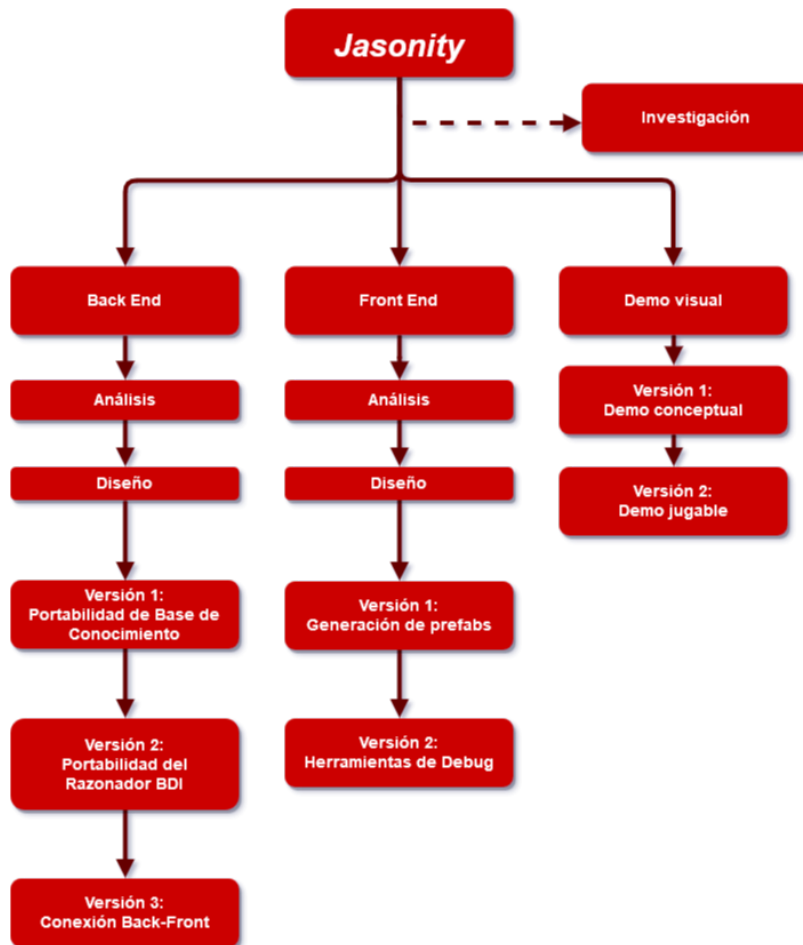 Jasonity
Investigación
Back End
Front End
Demo visual
Análisis
Análisis
Versión 1:
Demo conceptual
Diseño
Diseño
Versión 2:
Demo jugable
Versión 1:
Portabilidad de Base de
Conocimiento
Versión 1:
Generación de prefabs
Versión 2:
Portabilidad del
Razonador BDI
Versión 2:
Herramientas de Debug
Versión 3:
Conexión Back-Front